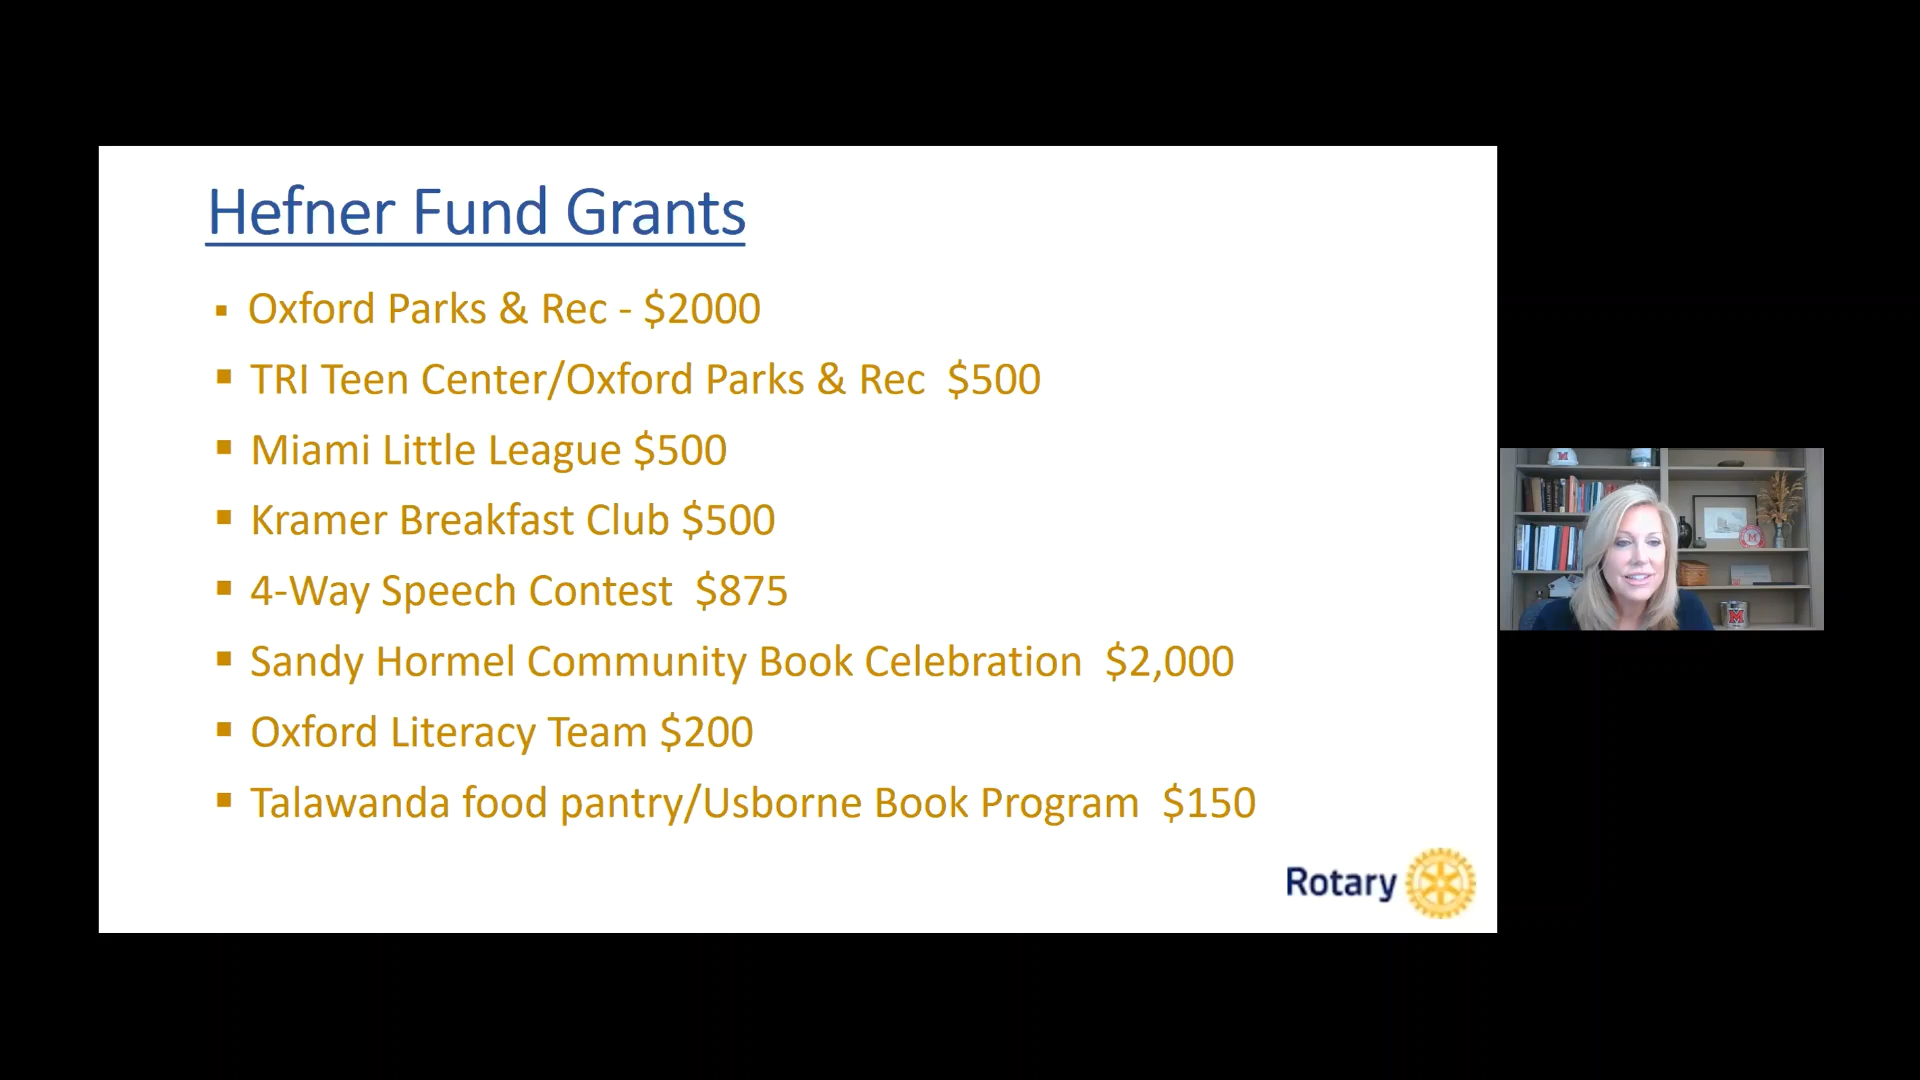 Hefner Fund Grants
▪ Oxford Parks & Rec - $2000
▪ TRI Teen Center/Oxford Parks & Rec  $500
▪ Miami Little League $500
▪ Kramer Breakfast Club $500
▪ 4-Way Speech Contest  $875
▪ Sandy Hormel Community Book Celebration  $2,000
▪ Oxford Literacy Team $200
▪ Talawanda food pantry/Usborne Book Program  $150
Rotary
M
M
M